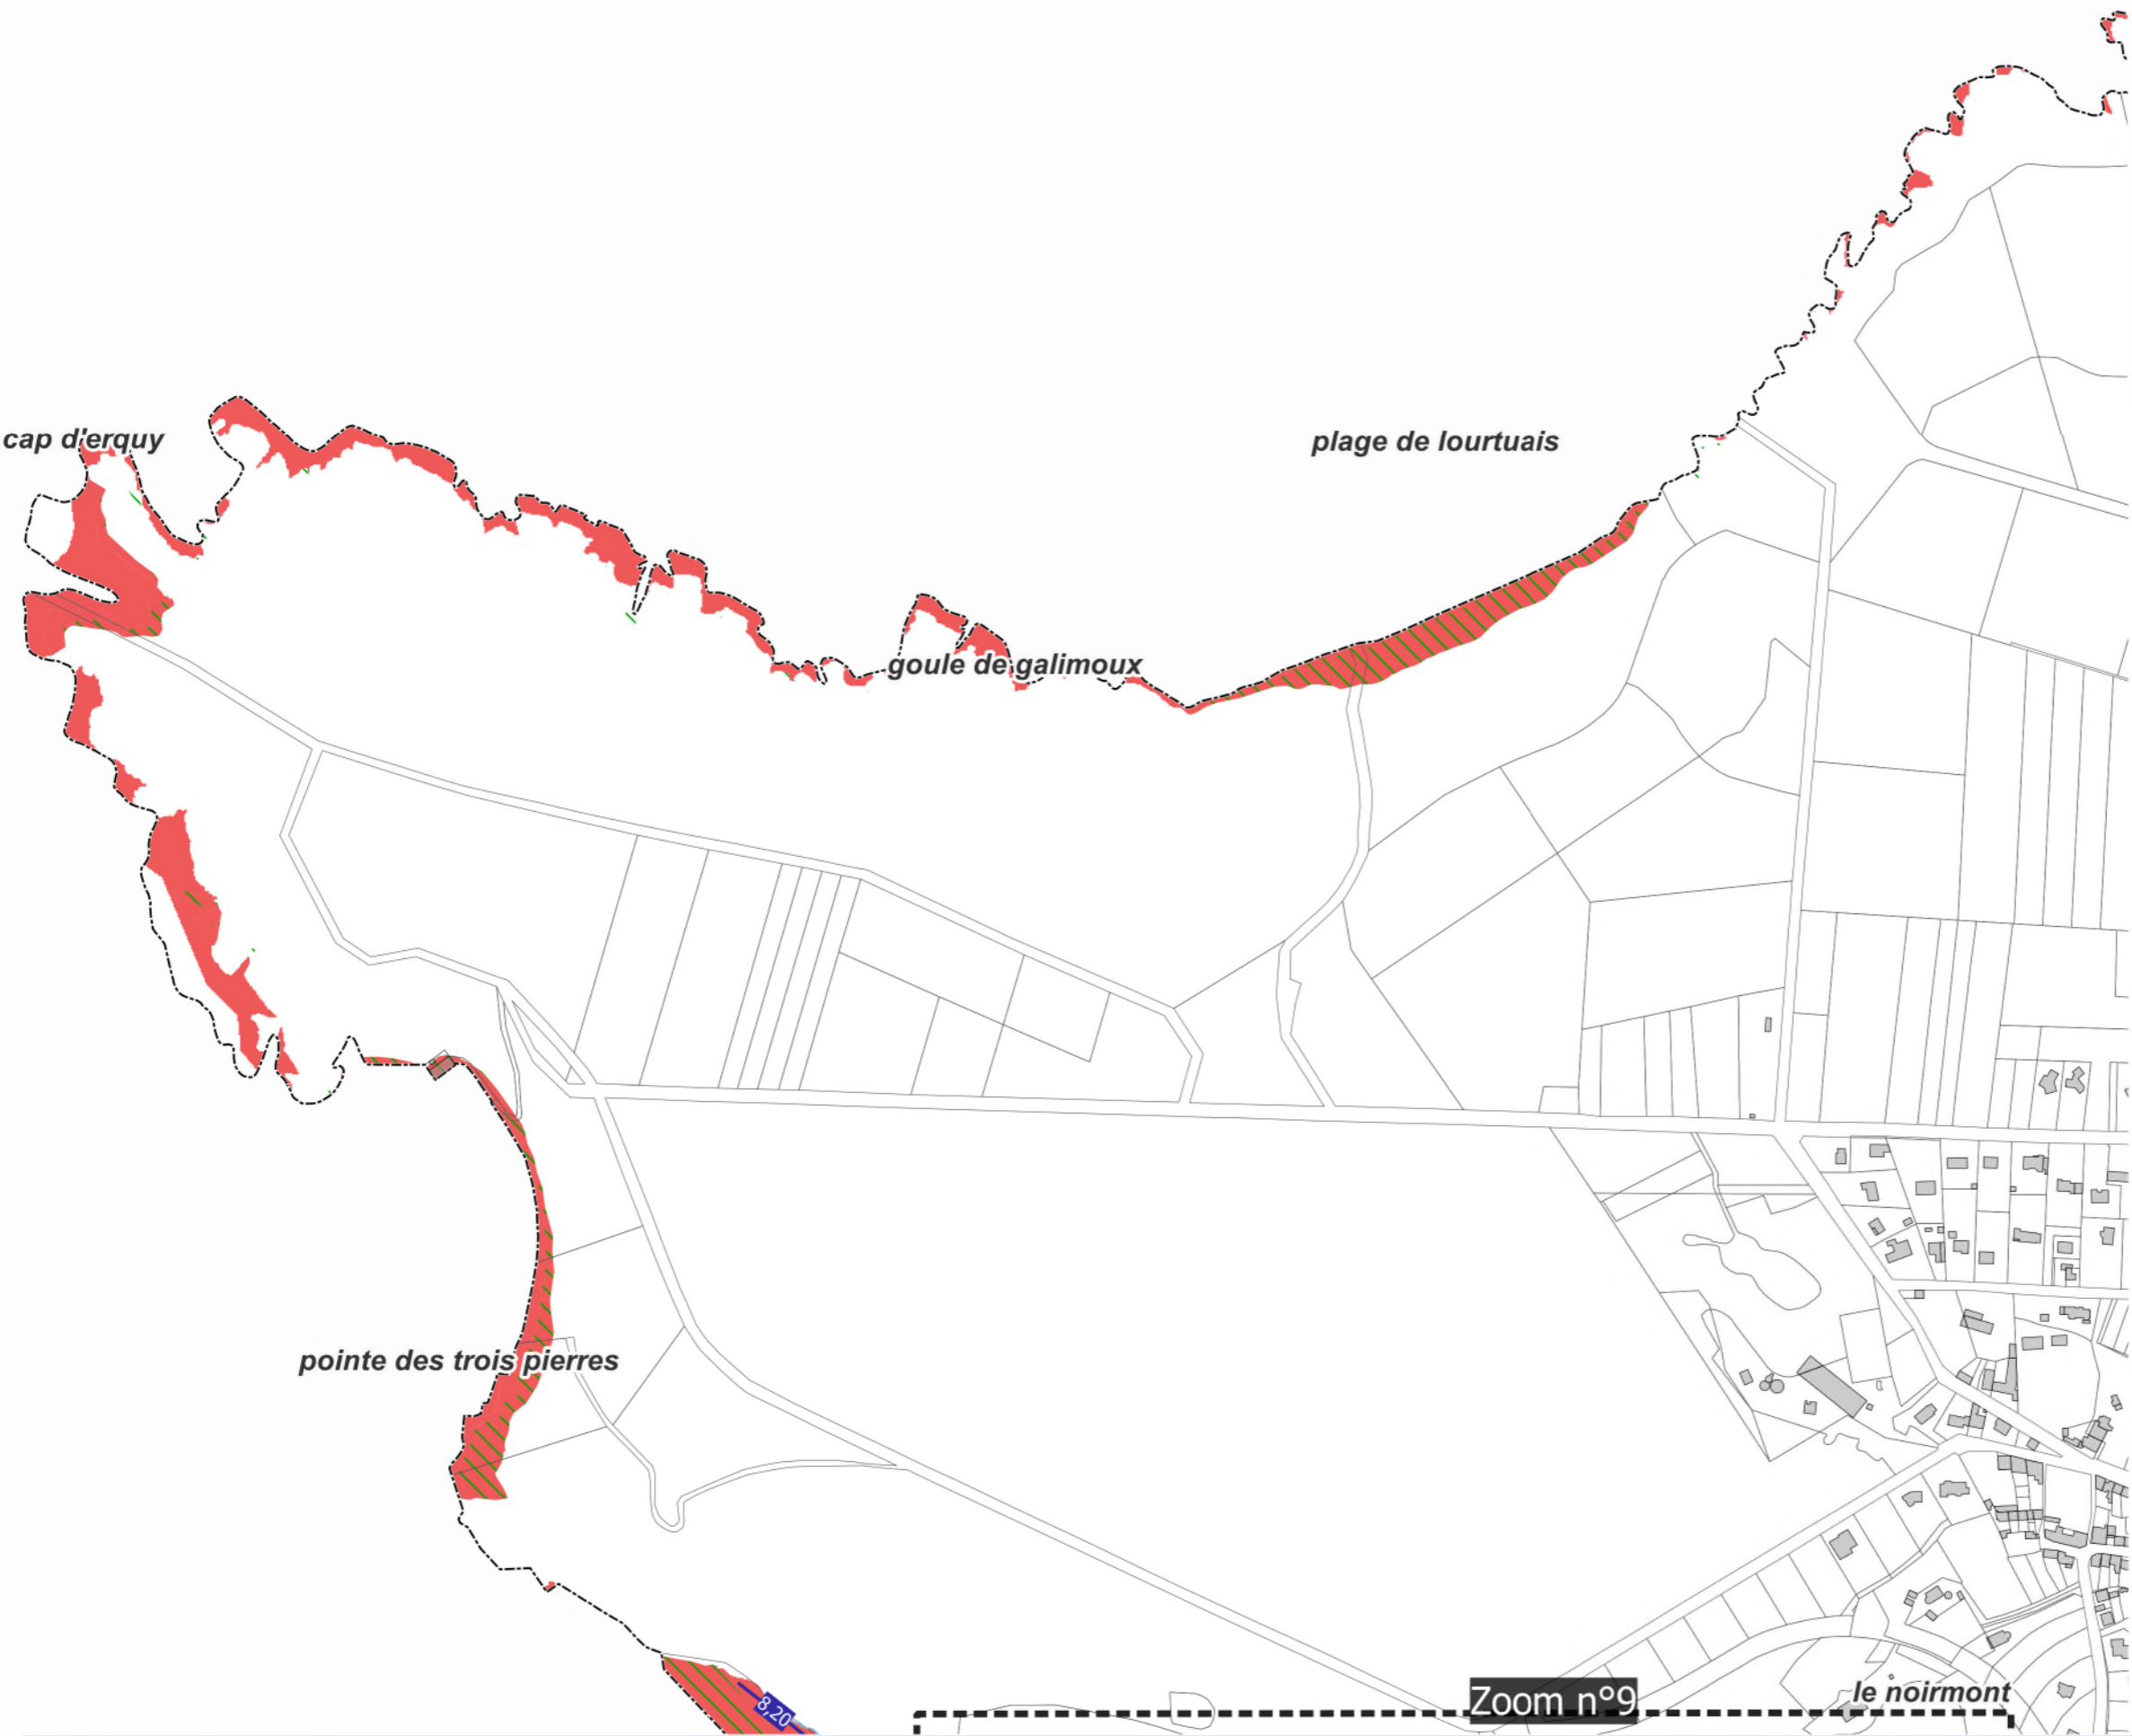 cap d'erquy
plage de lourtuais
goule de galimoux
pointe des trois pierres
8,20
Zoom n°9
le noirmont